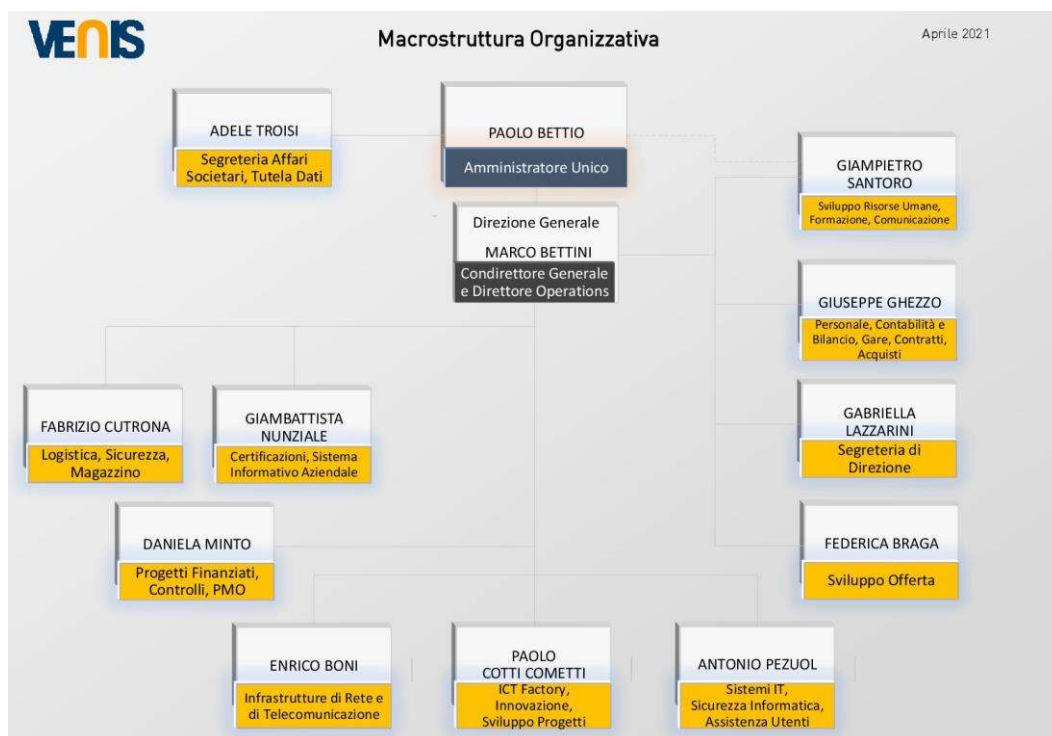 VENIS
Macrostruttura Organizzativa
Aprile 2021
ADELE TROISI
Segreteria Affari
Societari, Tutela Dati
PAOLO BETTIO
Amministratore Unico
GIAMPIETRO
SANTORO
Sviluppo Risorse Umane,
Formazione, Comunicazione
Direzione Generale
MARCO BETTINI
Condirettore Generale
e Direttore Operations
GIUSEPPE GHEZZO
Personale, Contabilità e
Bilancio, Gare, Contratti,
Acquisti
FABRIZIO CUTRONA
Logistica, Sicurezza,
Magazzino
GIAMBATTISTA
NUNZIALE
Certificazioni, Sistema
Informativo Aziendale
GABRIELLA
LAZZARINI
Segreteria di
Direzione
DANIELA MINTO
Progetti Finanziati,
Controlli, PMO
FEDERICA BRAGA
Sviluppo Offerta
ENRICO BONI
Infrastrutture di Rete e
di Telecomunicazione
PAOLO
COTTI COMETTI
ICT Factory,
Innovazione,
Sviluppo Progetti
ANTONIO PEZUOL
Sistemi IT,
Sicurezza Informatica,
Assistenza Utenti